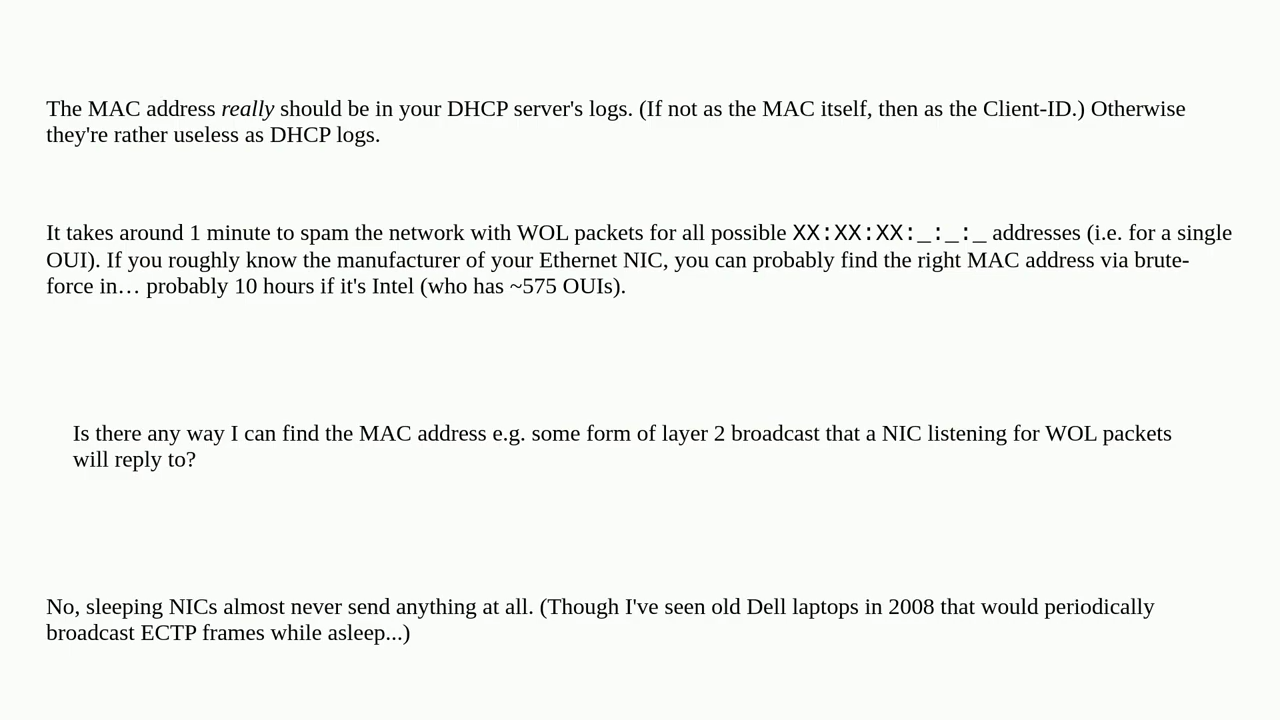 The MAC address really should be in your DHCP server's logs. (If not as the MAC itself, then as the Client-ID.) Otherwise
they're rather useless as DHCP logs.
It takes around 1 minute to spam the network with WOL packets for all possible XX:XX:XX:_:_:_ addresses (i.e. for a single
OUI). If you roughly know the manufacturer of your Ethernet NIC, you can probably find the right MAC address via brute-
force in… probably 10 hours if it's Intel (who has ~575 OUIs).
Is there any way I can find the MAC address e.g. some form of layer 2 broadcast that a NIC listening for WOL packets
will reply to?
No, sleeping NICs almost never send anything at all. (Though I've seen old Dell laptops in 2008 that would periodically
broadcast ECTP frames while asleep...)